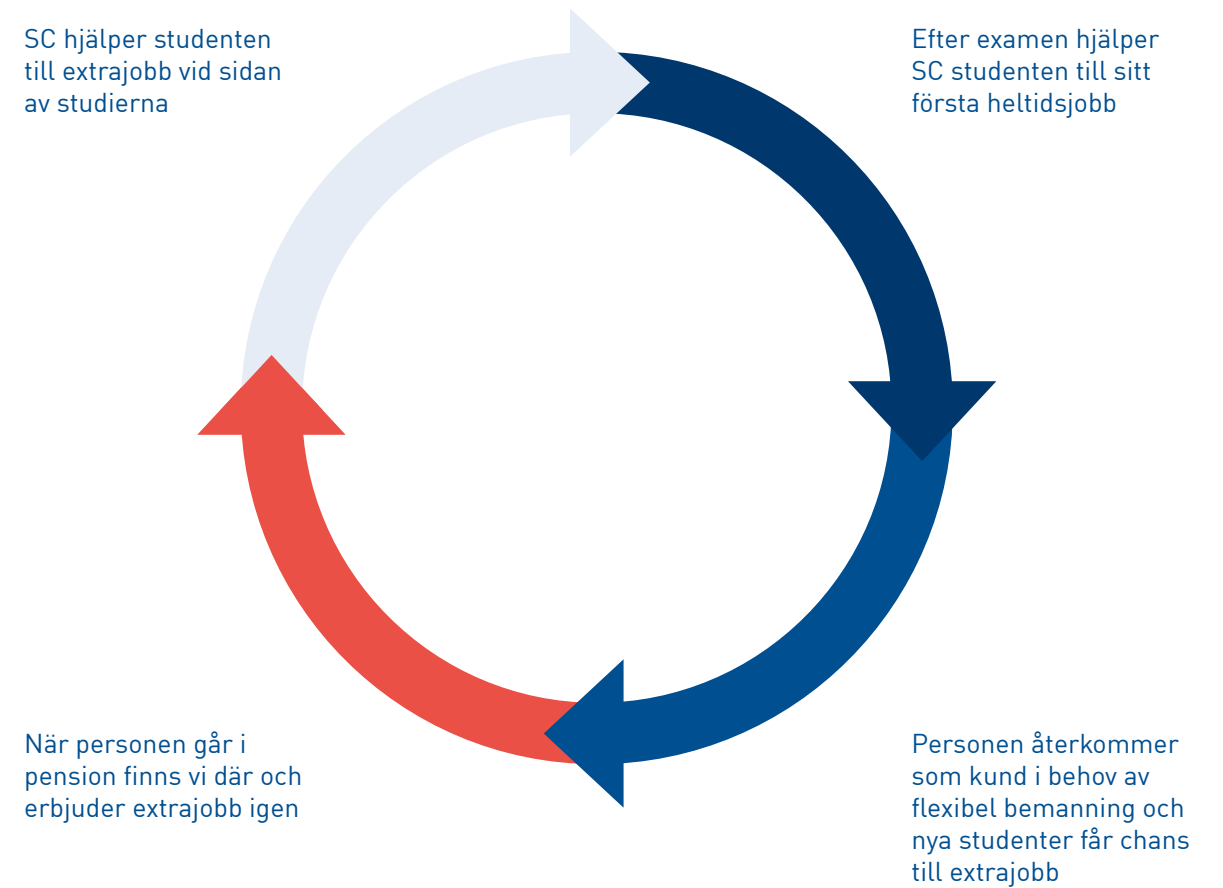 SC hjälper studenten
till extrajobb vid sidan
av studierna
Efter examen hjälper
SC studenten till sitt
första heltidsjobb
När personen går i
pension finns vi där och
erbjuder extrajobb igen
Personen återkommer
som kund i behov av
flexibel bemanning och
nya studenter får chans
till extrajobb